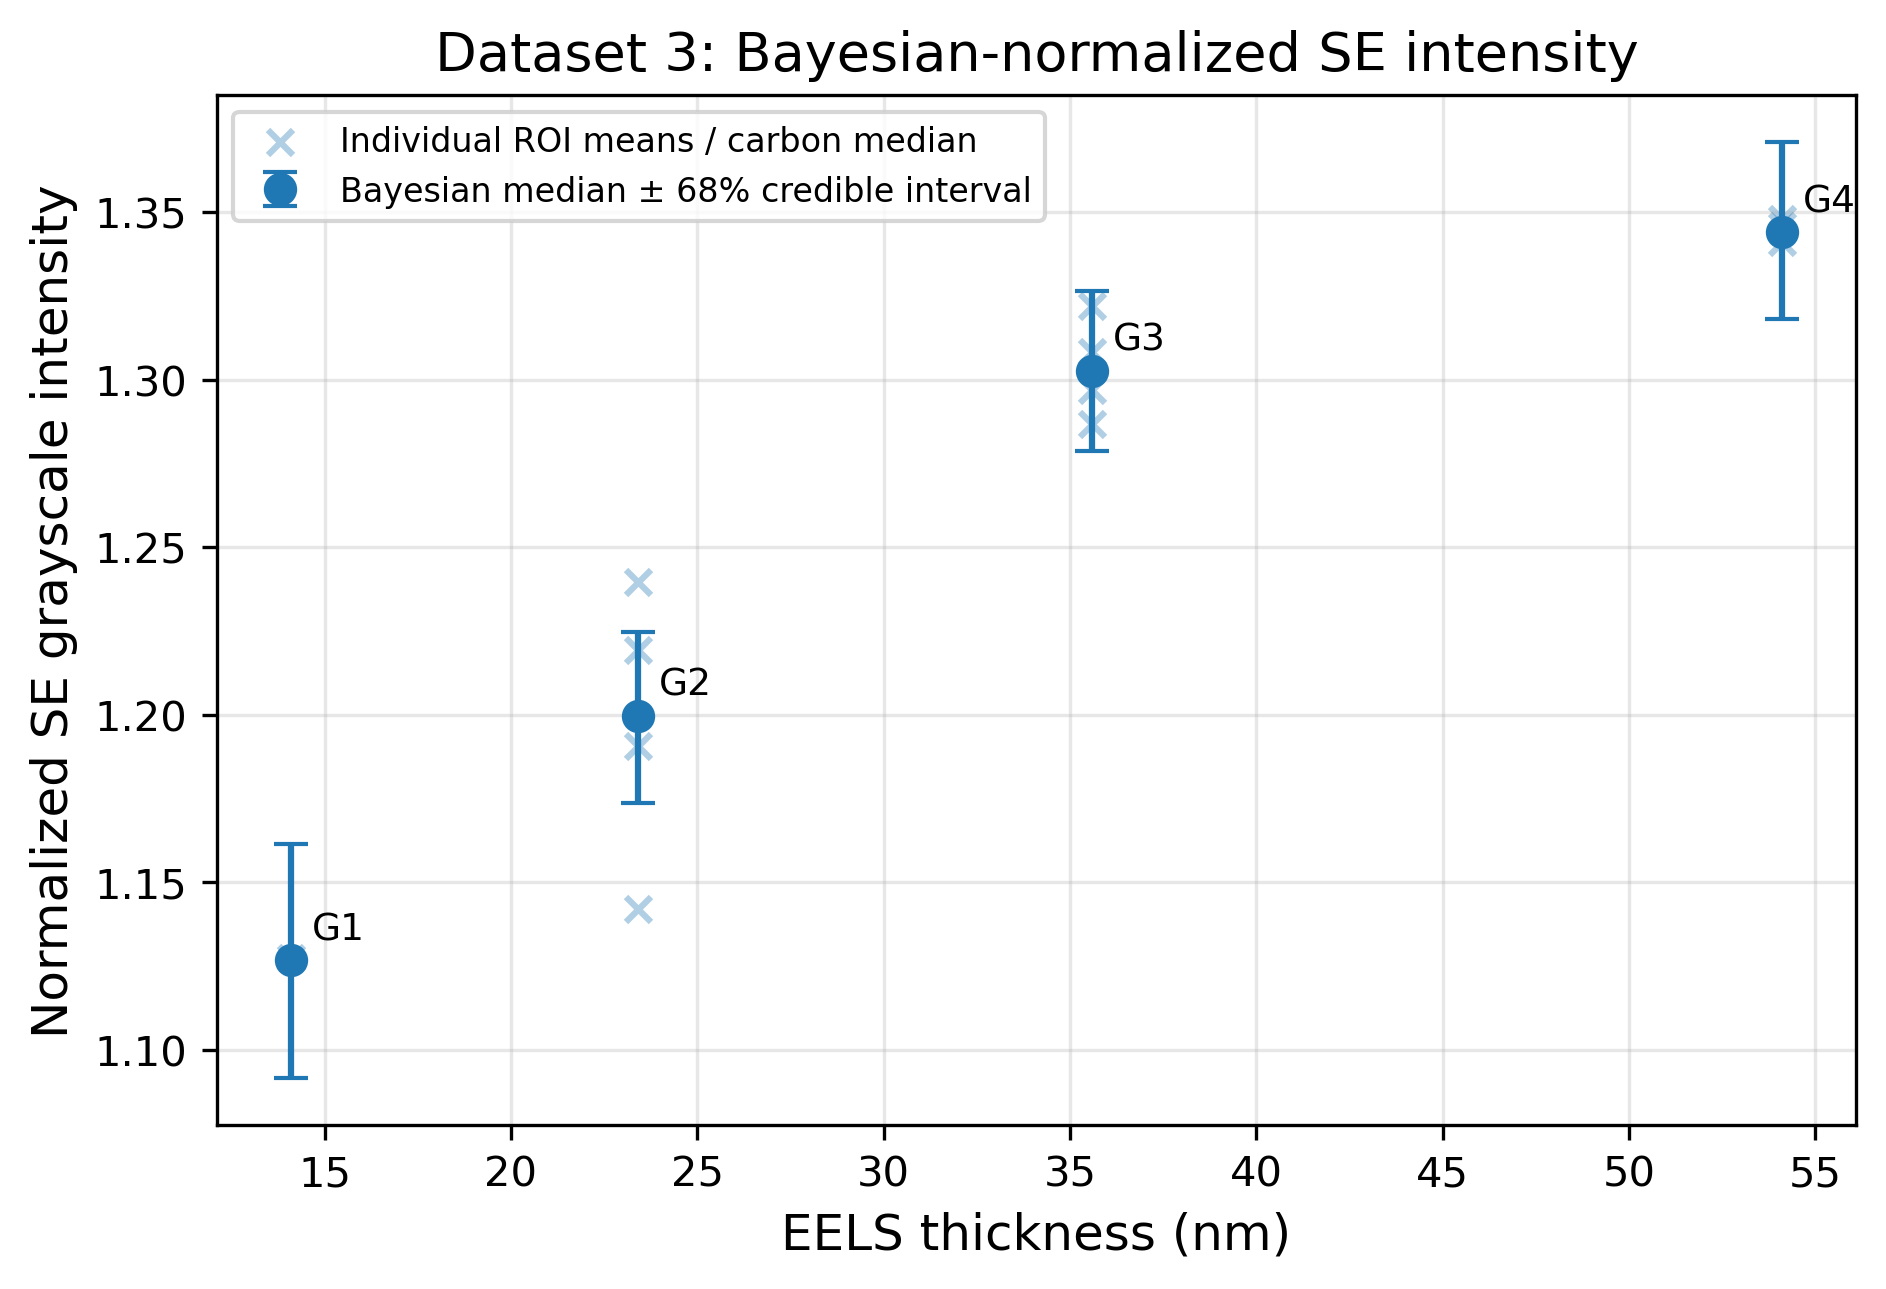 Dataset 3: Bayesian-normalized SE intensity
Individual ROI means / carbon median
Bayesian median ± 68% credible interval
Normalized SE grayscale intensity
1.35
1.30
1.25
1.20
1.15
1.10
G4
G3
G2
G1
15 20 25 30 35 40 45 50 55
EELS thickness (nm)